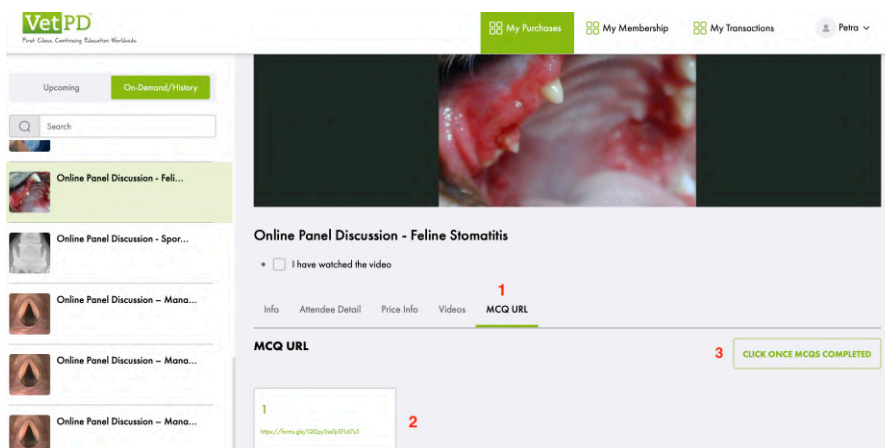 VetPD
First Class Continuing Education Worldwide
My Purchases
My Membership
My Transactions
Petra
Upcoming
On-Demand/History
Search
Online Panel Discussion - Feli...
Online Panel Discussion - Spor...
Online Panel Discussion – Mana...
Online Panel Discussion – Mana...
Online Panel Discussion – Mana...
Online Panel Discussion - Feline Stomatitis
• I have watched the video
1
Info Attendee Detail Price Info Videos MCQ URL
MCQ URL
3 CLICK ONCE MCQS COMPLETED
1
2